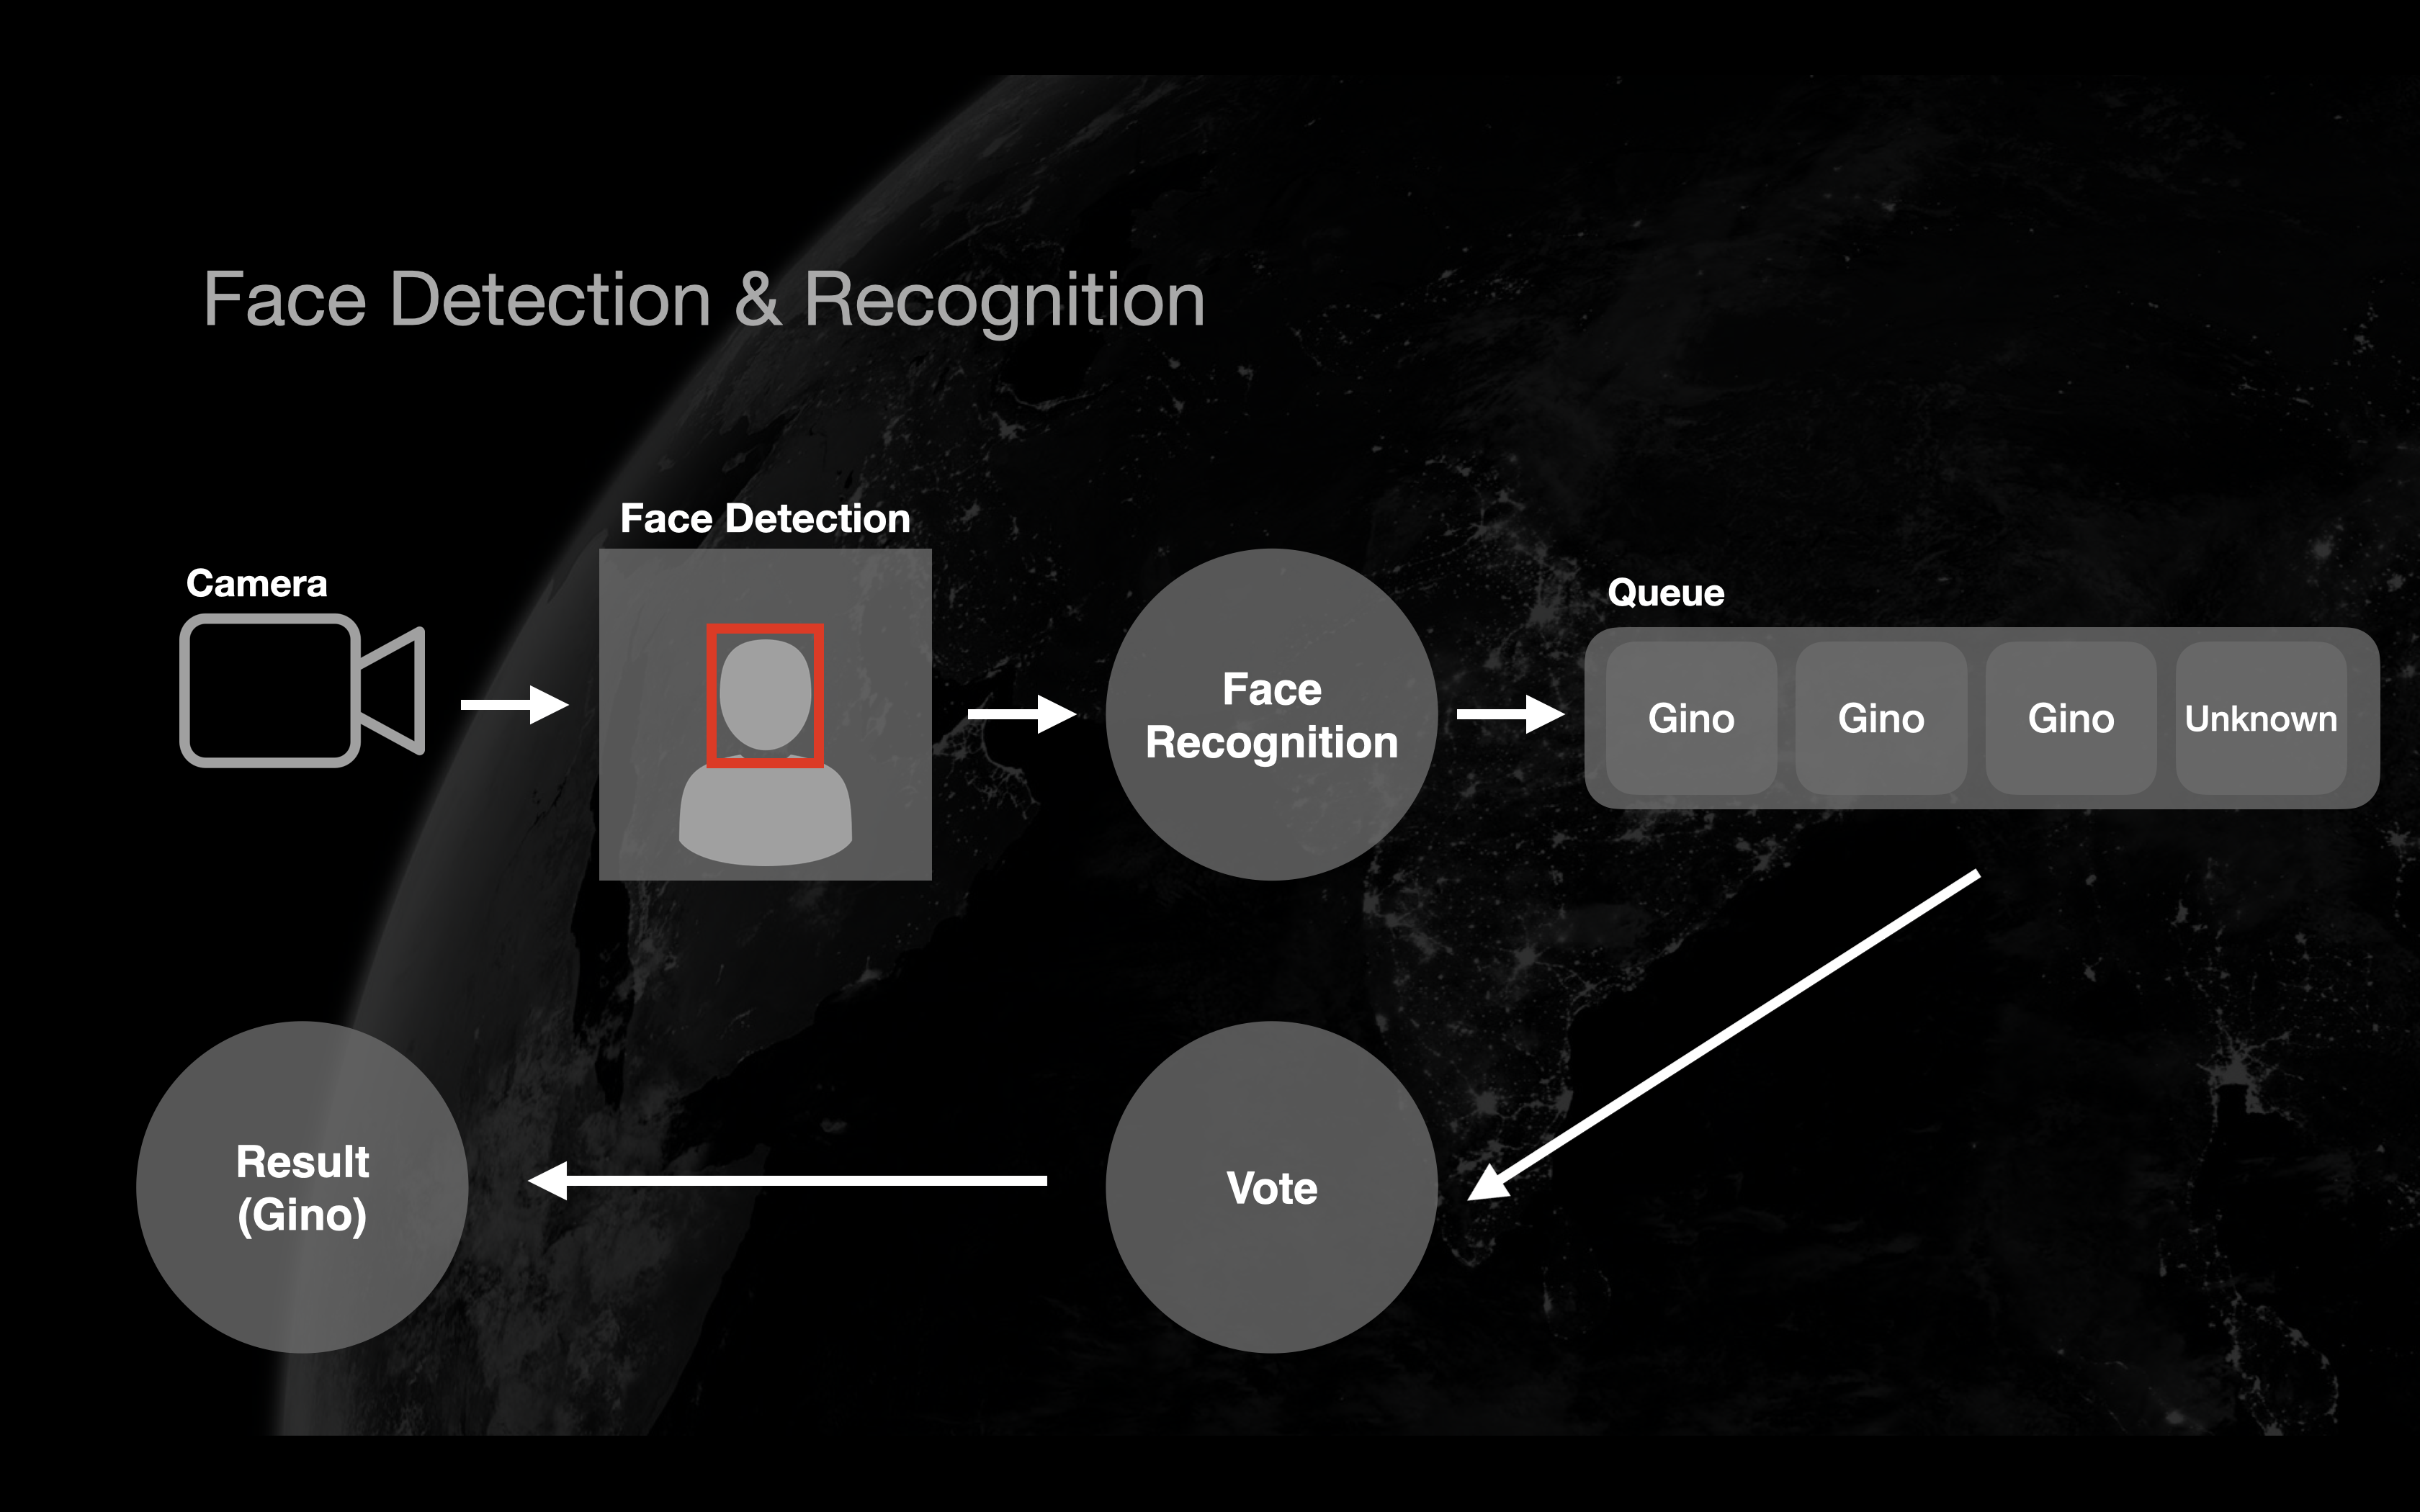 Face Detection & Recognition
Face Detection
Camera
Queue
Face
Recognition
Gino
Gino
Gino
Unknown
Result
(Gino)
Vote